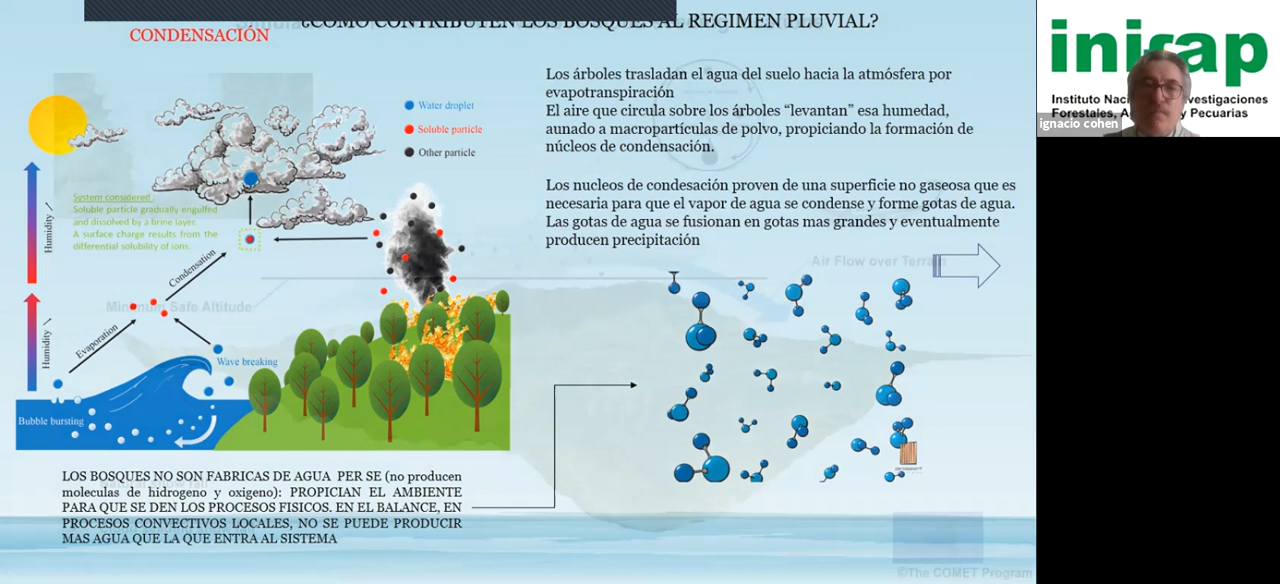 ¿CÓMO CONTRIBUYEN LOS BOSQUES AL REGIMEN PLUVIAL?
CONDENSACIÓN
Los árboles trasladan el agua del suelo hacia la atmósfera por
evapotranspiración
El aire que circula sobre los árboles “levantan” esa humedad,
aunado a macropartículas de polvo, propiciando la formación de
núcleos de condensación.
Los nucleos de condesación proven de una superficie no gaseosa que es
necesaria para que el vapor de agua se condense y forme gotas de agua.
Las gotas de agua se fusionan en gotas mas grandes y eventualmente
producen precipitación
Water droplet
Soluble particle
Other particle
System considered :
Soluble particle gradually engulfed
and dissolved by a brine layer.
A surface charge results from the
differential solubility of ions.
Humidity
Humidity
Condensation
Evaporation
Wave breaking
Bubble bursting
Minimum Safe Altitude
Air Flow over Terrain
LOS BOSQUES NO SON FABRICAS DE AGUA PER SE (no producen
moleculas de hidrogeno y oxigeno): PROPICIAN EL AMBIENTE
PARA QUE SE DEN LOS PROCESOS FISICOS. EN EL BALANCE, EN
PROCESOS CONVECTIVOS LOCALES, NO SE PUEDE PRODUCIR
MAS AGUA QUE LA QUE ENTRA AL SISTEMA
©The COMET Program
Instituto Naci
vestigaciones
Forestales, A
y Pecuarias
ignacio cohen